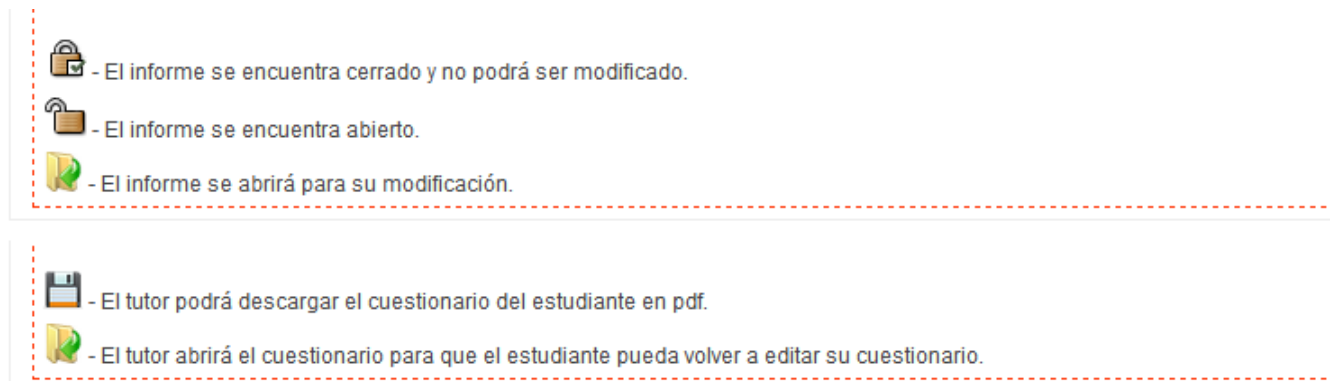 - El informe se encuentra cerrado y no podrá ser modificado.
- El informe se encuentra abierto.
- El informe se abrirá para su modificación.
- El tutor podrá descargar el cuestionario del estudiante en pdf.
- El tutor abrirá el cuestionario para que el estudiante pueda volver a editar su cuestionario.